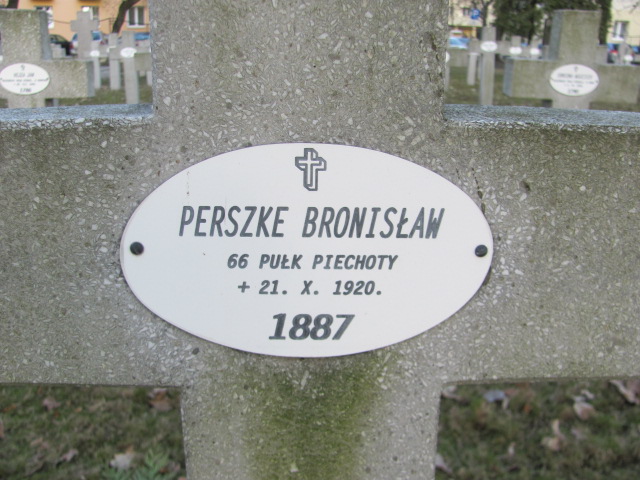 PERSZKE BRONISŁAW
66 PUŁK PIECHOTY
+ 21. X. 1920.
1887